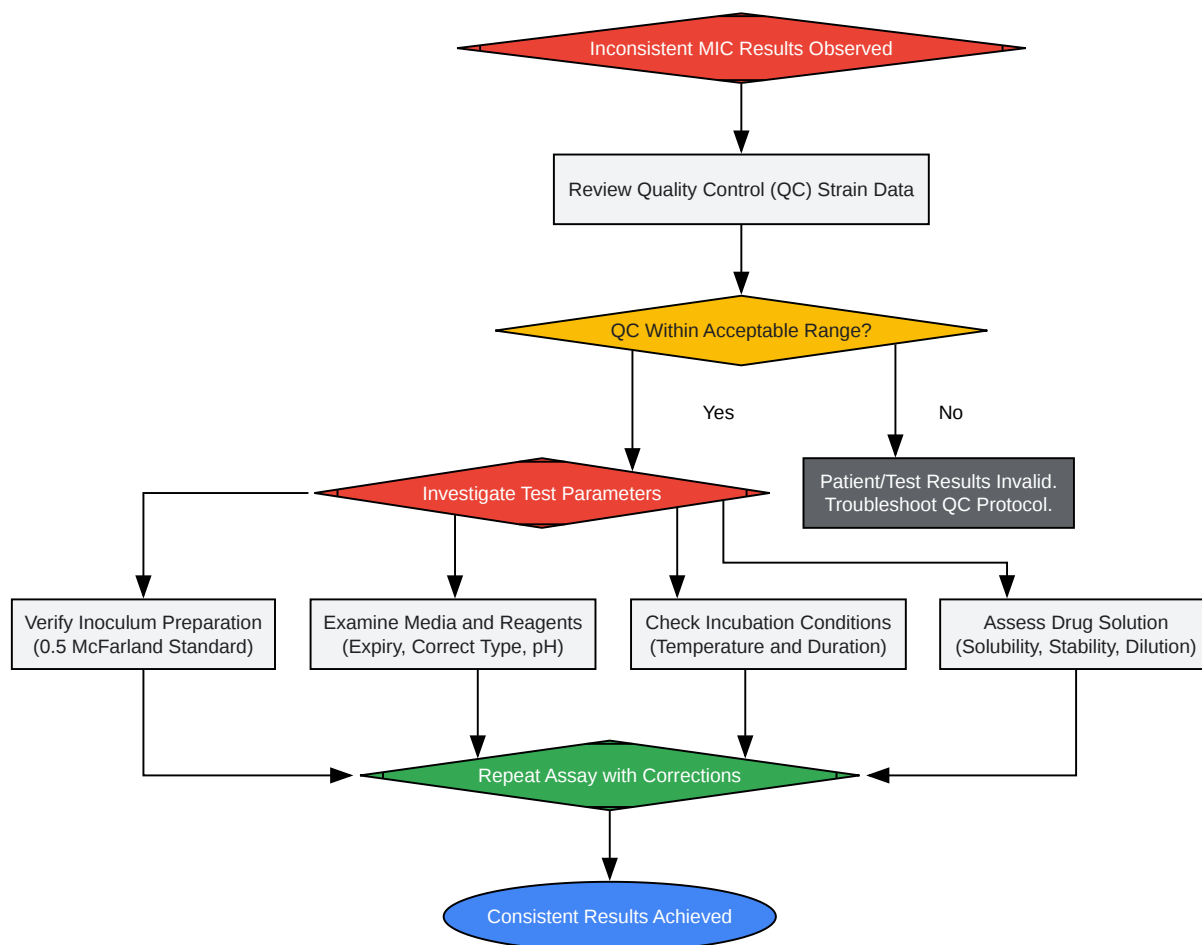 Inconsistent MIC Results Observed
Review Quality Control (QC) Strain Data
QC Within Acceptable Range?
Yes
No
Patient/Test Results Invalid.
Troubleshoot QC Protocol.
Investigate Test Parameters
Verify Inoculum Preparation
(0.5 McFarland Standard)
Examine Media and Reagents
(Expiry, Correct Type, pH)
Check Incubation Conditions
(Temperature and Duration)
Assess Drug Solution
(Solubility, Stability, Dilution)
Repeat Assay with Corrections
Consistent Results Achieved